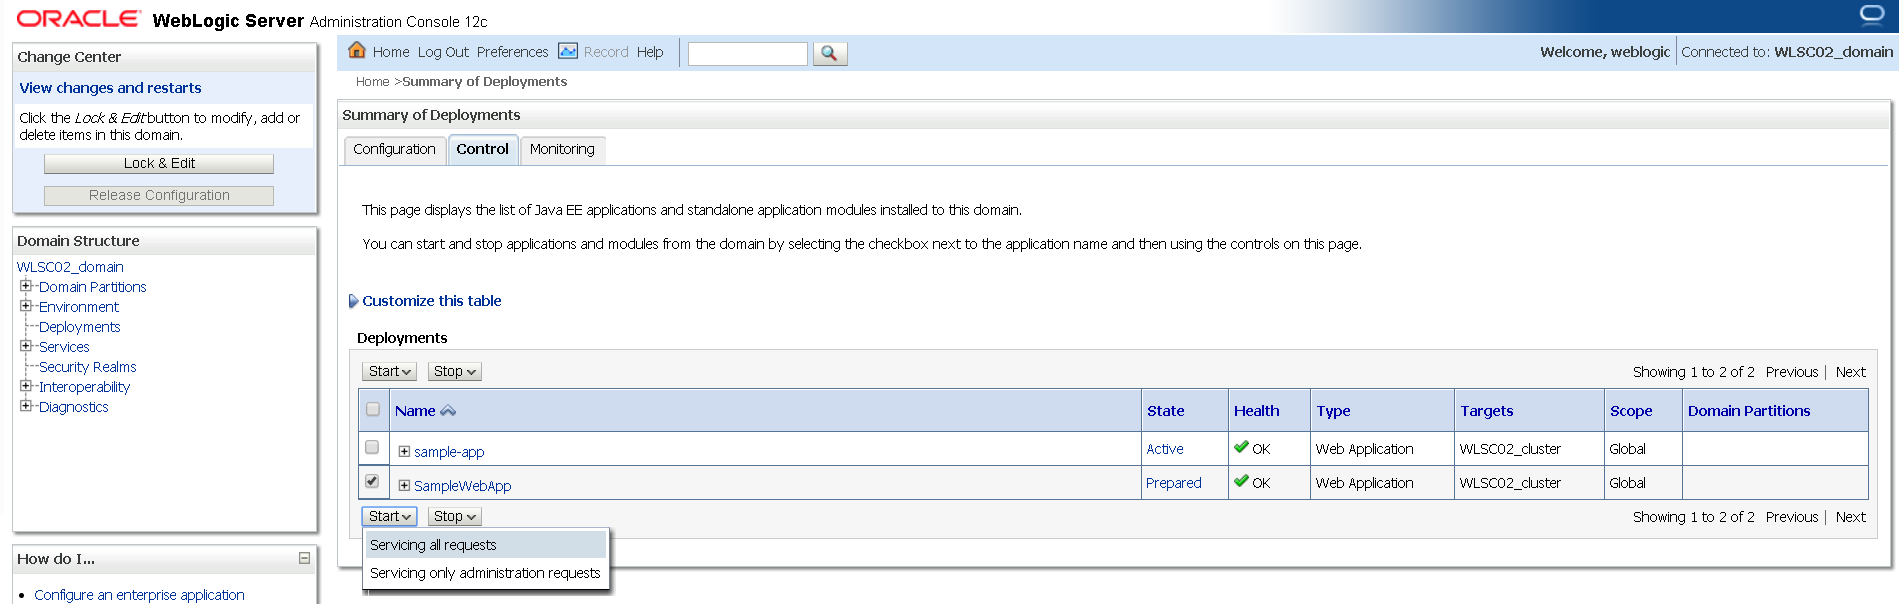 ORACLE WebLogic Server Administration Console 12c
Change Center
View changes and restarts
Click the Lock & Edit button to modify, add or
delete items in this domain.
Lock & Edit
Release Configuration
Domain Structure
WLSC02_domain
Domain Partitions
Environment
Deployments
Services
Security Realms
Interoperability
Diagnostics
How do I...
Configure an enterprise application
Home Log Out Preferences Record Help
Welcome, weblogic Connected to: WLSC02_domain
Home >Summary of Deployments
Summary of Deployments
Configuration Control Monitoring
This page displays the list of Java EE applications and standalone application modules installed to this domain.
You can start and stop applications and modules from the domain by selecting the checkbox next to the application name and then using the controls on this page.
Customize this table
Deployments
Start Stop Showing 1 to 2 of 2 Previous | Next
Name State Health Type Targets Scope Domain Partitions
sample-app Active OK Web Application WLSC02_cluster Global
SampleWebApp Prepared OK Web Application WLSC02_cluster Global
Start Stop Showing 1 to 2 of 2 Previous | Next
Servicing all requests
Servicing only administration requests